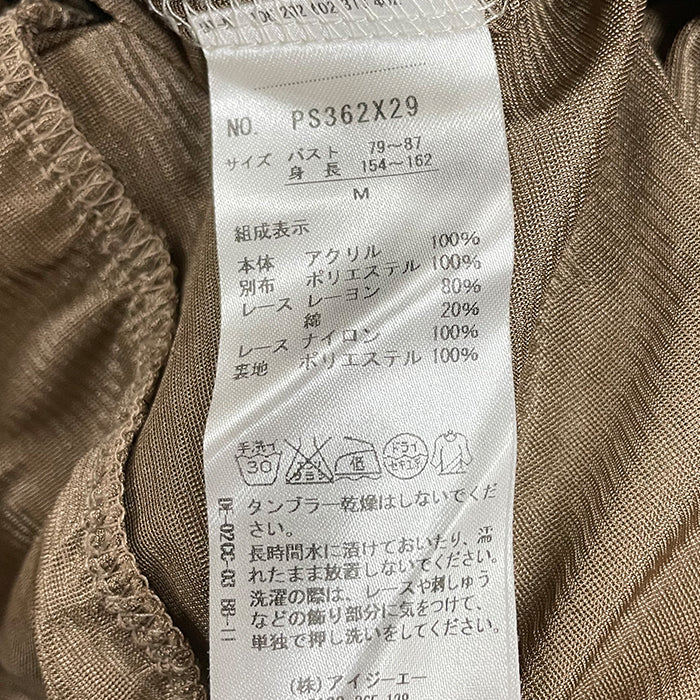 NO. PS362X29
サイズ バスト 79~87
身長 154~162
M
組成表示
本体 アクリル 100%
別布 ポリエステル 100%
レース レーヨン 80%
綿 20%
レース ナイロン 100%
裏地 ポリエステル 100%
手洗イ 30 エンソサラシ 低 ドライ セキユ系
タンブラー乾燥はしないでくだ
さい。
長時間水に漬けておいたり、濡
れたまま放置しないでください。
洗濯の際は、レースや刺しゅう
などの飾り部分に気をつけて、
単独で押し洗いをしてください。
(株)アイジーエー